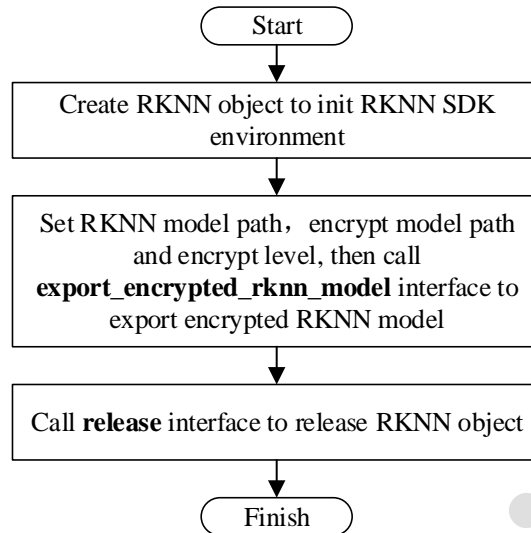 Start
Create RKNN object to init RKNN SDK
environment
Set RKNN model path，encrypt model path
and encrypt level, then call
export_encrypted_rknn_model interface to
export encrypted RKNN model
Call release interface to release RKNN object
Finish